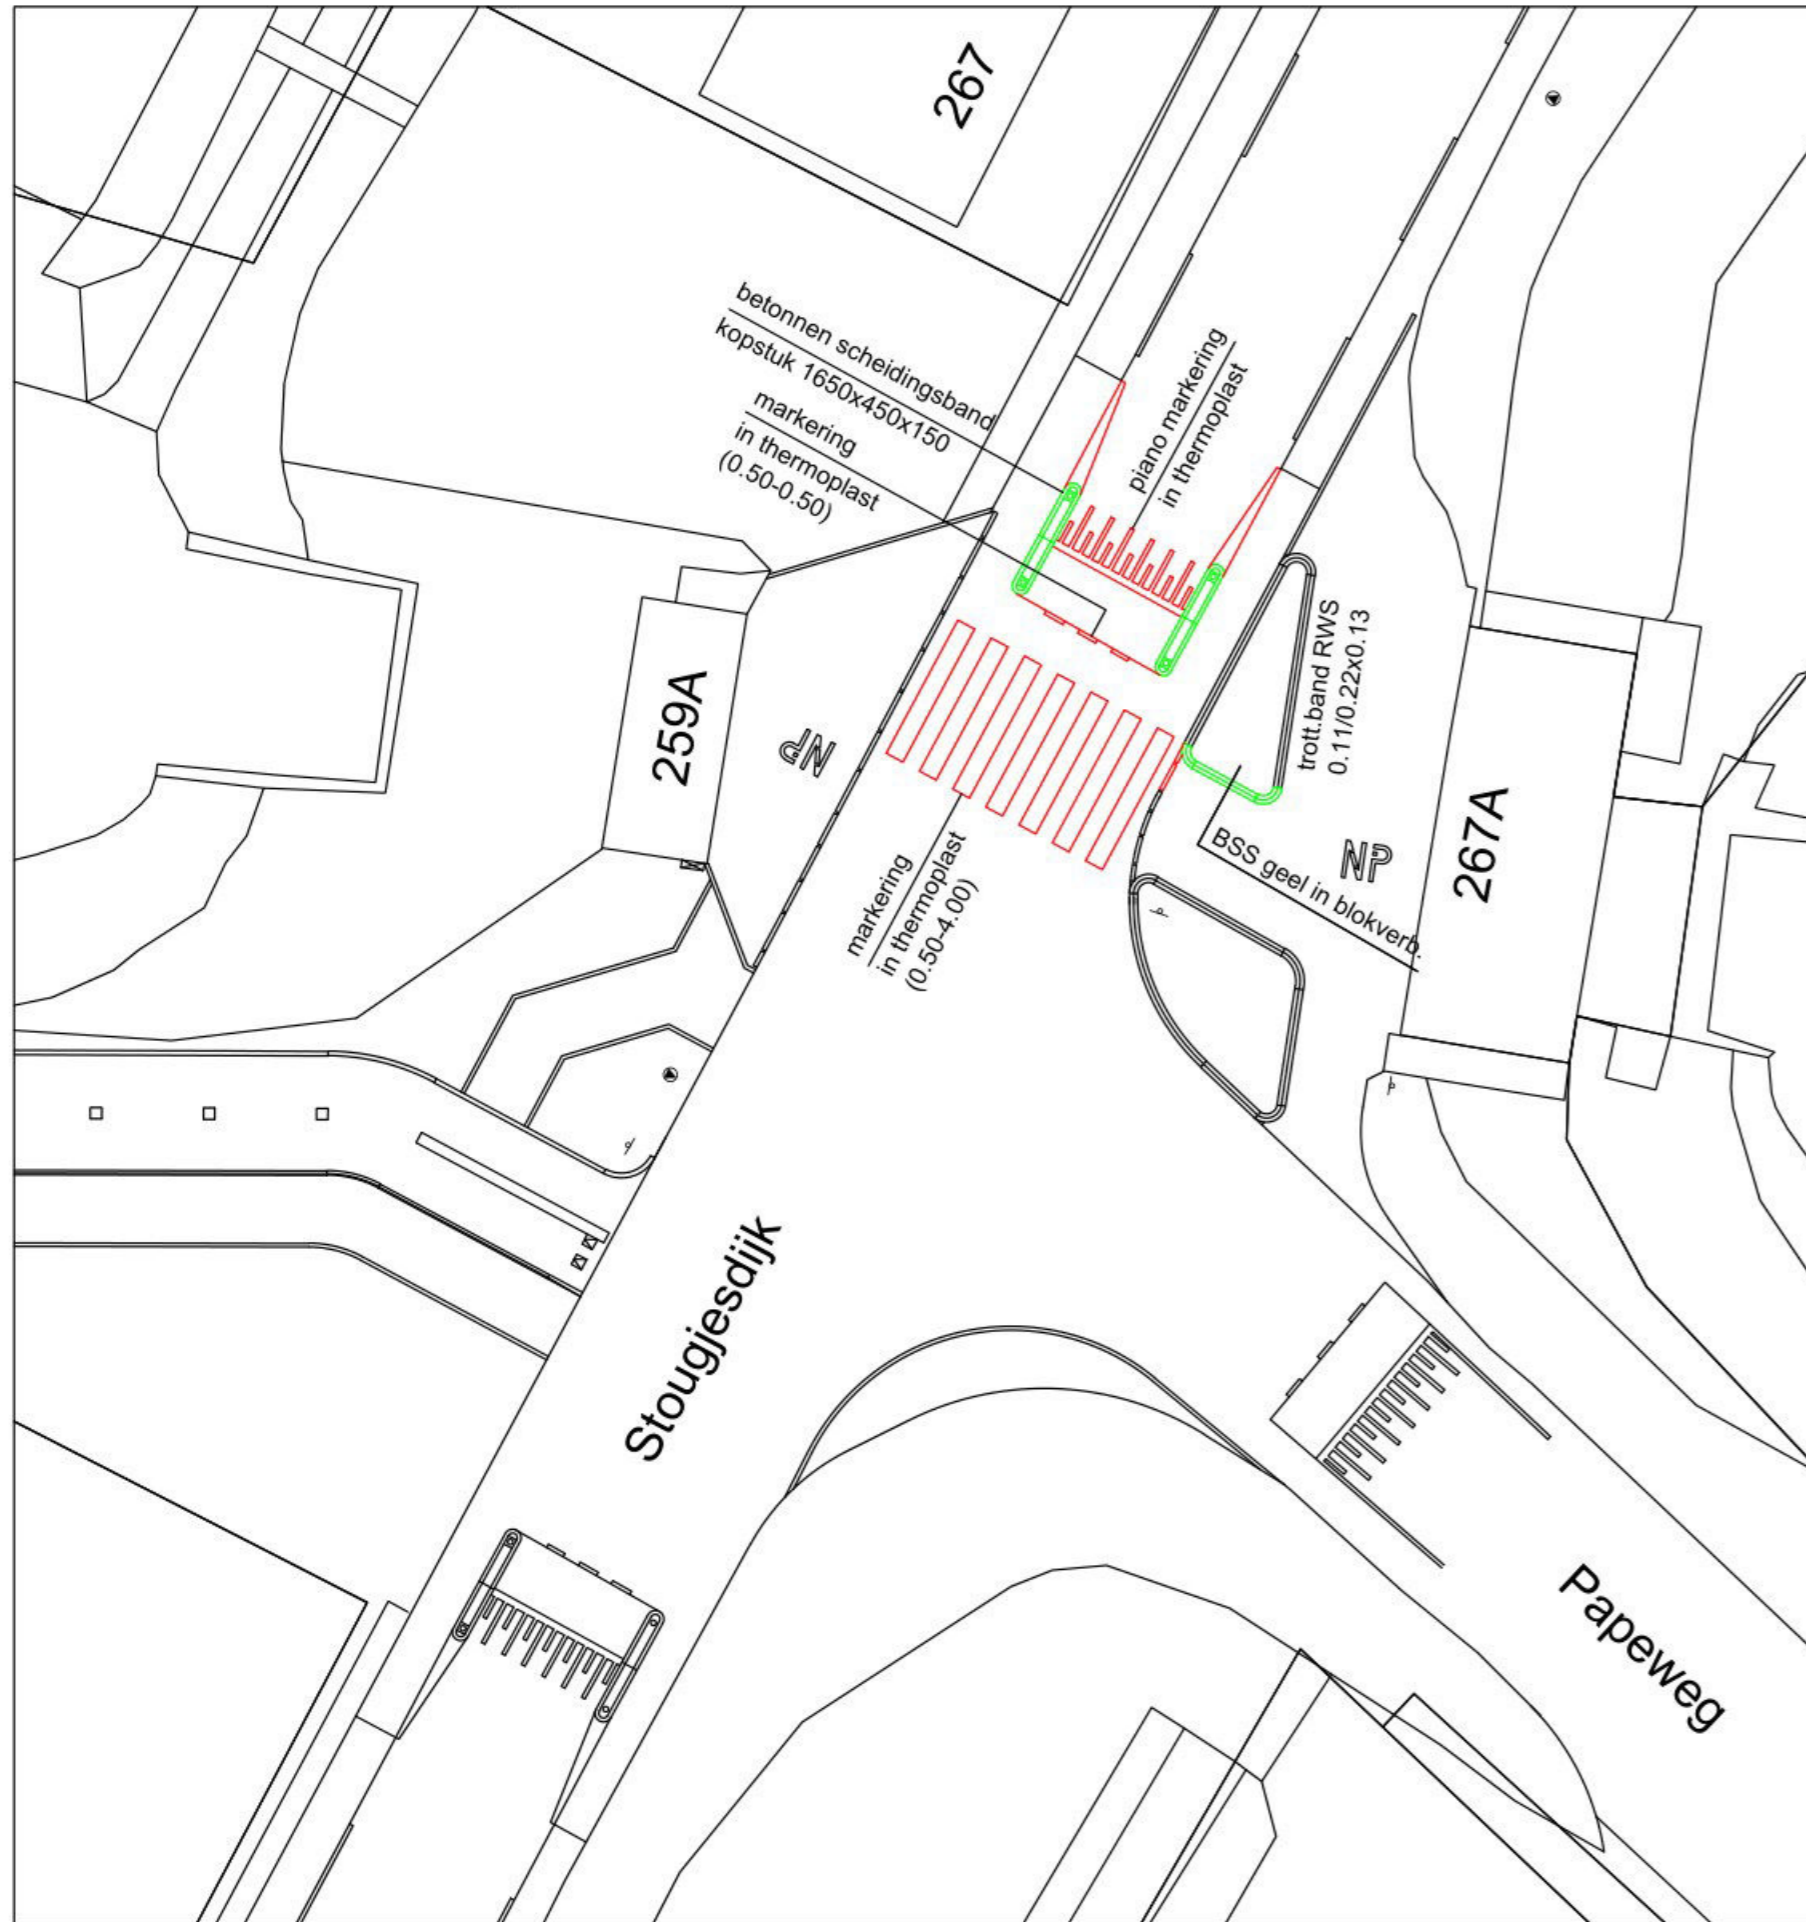 267
betonnen scheidingsband
kopstuk 1650x450x150
markering
in thermoplast
(0.50-0.50)
piano markering
in thermoplast
trott.band RWS
0.11/0.22x0.13
259A
NP
267A
NP
BSS geel in blokverb.
markering
in thermoplast
(0.50-4.00)
Stougjesdijk
Papeweg